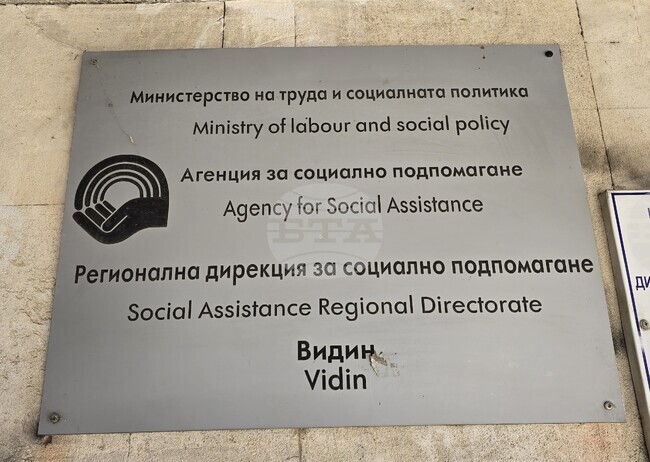 Министерство на труда и социалната политика
Ministry of labour and social policy
Агенция за социално подпомагане
Agency for Social Assistance
БТА
Регионална дирекция за социално подпомагане
Social Assistance Regional Directorate
Видин
Vidin